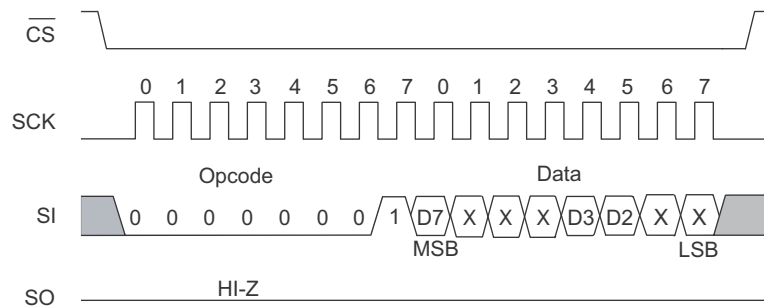 CS
0 1 2 3 4 5 6 7 0 1 2 3 4 5 6 7
SCK
Opcode Data
SI 0 0 0 0 0 0 0 1 D7 X X X D3 D2 X X
MSB LSB
HI-Z
SO